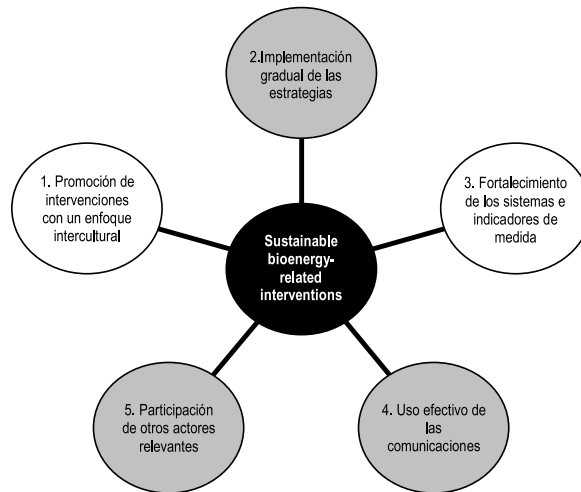 2.Implementación
gradual de las
estrategias
1. Promoción de
intervenciones
con un enfoque
intercultural
3. Fortalecimiento
de los sistemas e
indicadores de
medida
Sustainable
bioenergy-
related
interventions
5. Participación
de otros actores
relevantes
4. Uso efectivo de
las
comunicaciones